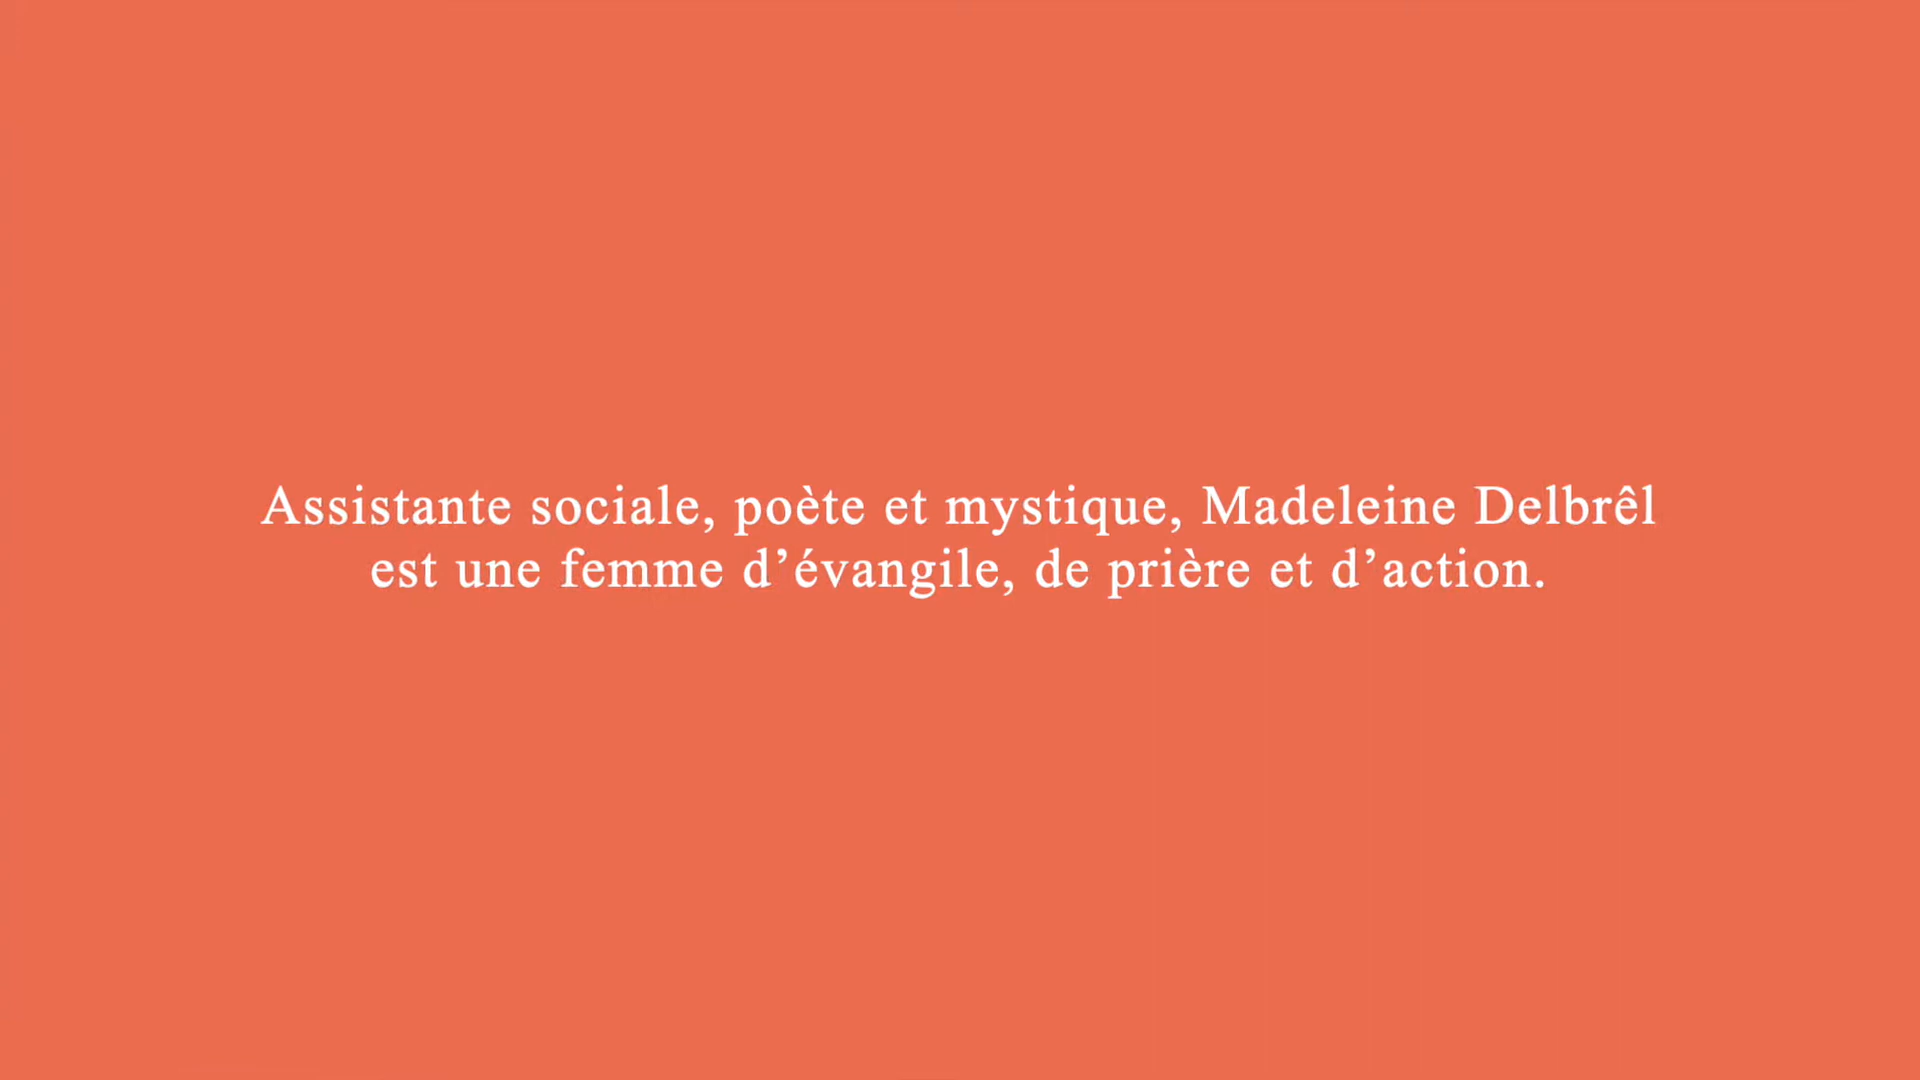 Assistante sociale, poète et mystique, Madeleine Delbrêl
est une femme d’évangile, de prière et d’action.